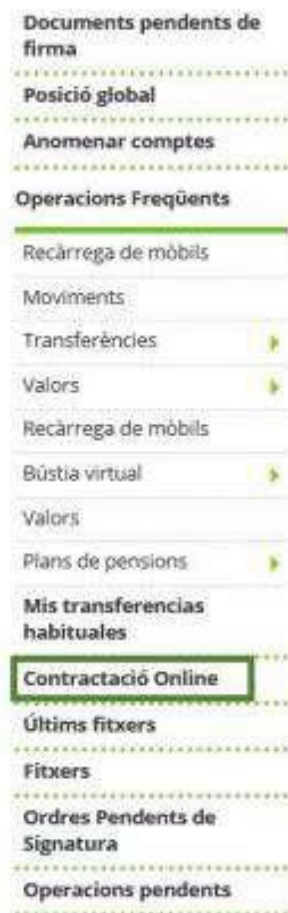 Documents pendents de
firma
Posició global
Anomenar comptes
Operacions Freqüents
Recàrrega de mòbils
Moviments
Transferències
Valors
Recàrrega de mòbils
Bústia virtual
Valors
Plans de pensions
Mis transferencias
habituales
Contractació Online
Últims fitxers
Fitxers
Ordres Pendents de
Signatura
Operacions pendents